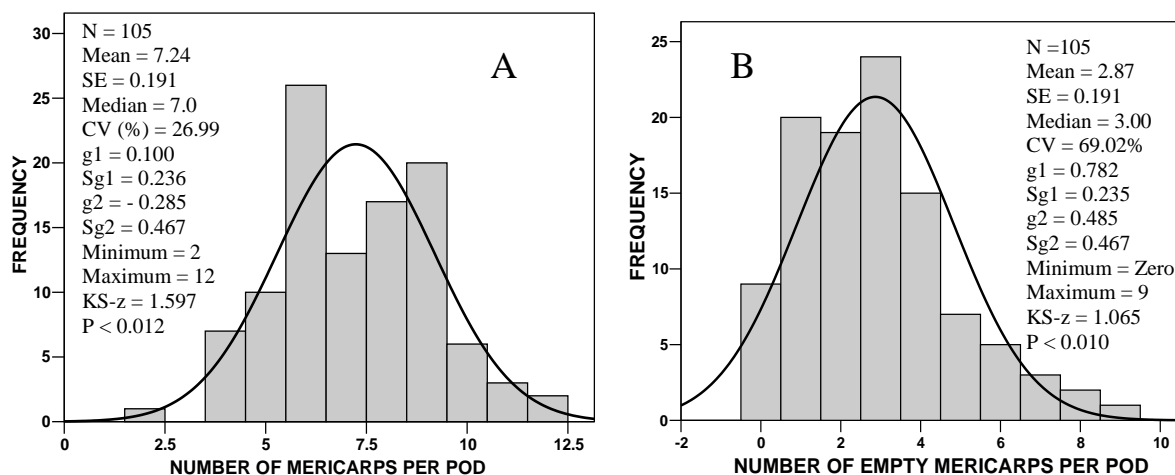 A
N = 105
Mean = 7.24
SE = 0.191
Median = 7.0
CV (%) = 26.99
g1 = 0.100
Sg1 = 0.236
g2 = - 0.285
Sg2 = 0.467
Minimum = 2
Maximum = 12
KS-z = 1.597
P < 0.012
FREQUENCY
30
25
20
15
10
5
0
0 2.5 5 7.5 10 12.5
NUMBER OF MERICARPS PER POD
B
N =105
Mean = 2.87
SE = 0.191
Median = 3.00
CV = 69.02%
g1 = 0.782
Sg1 = 0.235
g2 = 0.485
Sg2 = 0.467
Minimum = Zero
Maximum = 9
KS-z = 1.065
P < 0.010
FREQUENCY
25
20
15
10
5
0
-2 0 2 4 6 8 10
NUMBER OF EMPTY MERICARPS PER POD